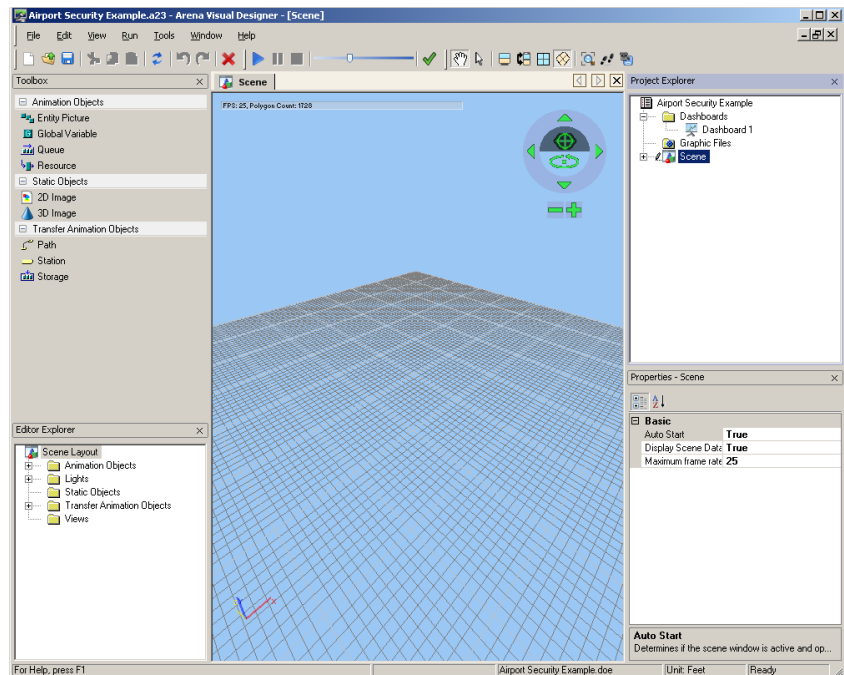 Airport Security Example.a23 - Arena Visual Designer - [Scene]
File Edit View Run Tools Window Help
Toolbox
Animation Objects
Entity Picture
Global Variable
Queue
Resource
Static Objects
2D Image
3D Image
Transfer Animation Objects
Path
Station
Storage
Editor Explorer
Scene Layout
Animation Objects
Lights
Static Objects
Transfer Animation Objects
Views
Scene
FPS: 25, Polygon Count: 1728
x
Project Explorer
Airport Security Example
Dashboards
Dashboard 1
Graphic Files
Scene
Properties - Scene
Basic
Auto Start True
Display Scene Data True
Maximum frame rate 25
Auto Start
Determines if the scene window is active and op...
For Help, press F1
Airport Security Example.doe
Unit: Feet
Ready